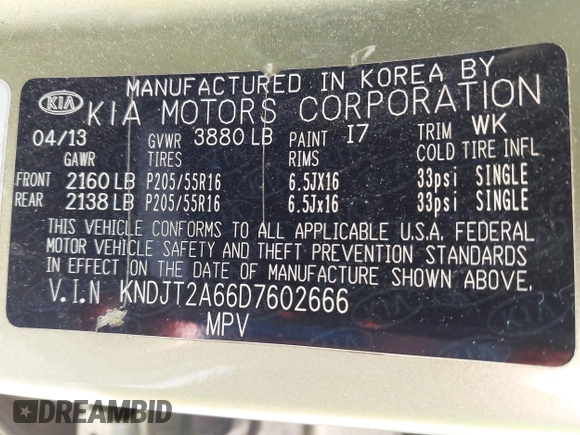 MANUFACTURED IN KOREA BY
KIA KIA MOTORS CORPORATION
04/13 GVWR 3880 LB PAINT I7 TRIM WK
GAWR TIRES RIMS COLD TIRE INFL
FRONT 2160 LB P205/55R16 6.5JX16 33psi SINGLE
REAR 2138 LB P205/55R16 6.5Jx16 33psi SINGLE
THIS VEHICLE CONFORMS TO ALL APPLICABLE U.S.A. FEDERAL
MOTOR VEHICLE SAFETY AND THEFT PREVENTION STANDARDS
IN EFFECT ON THE DATE OF MANUFACTURE SHOWN ABOVE.
V.I.N KNDJT2A66D7602666
MPV
DREAMBID